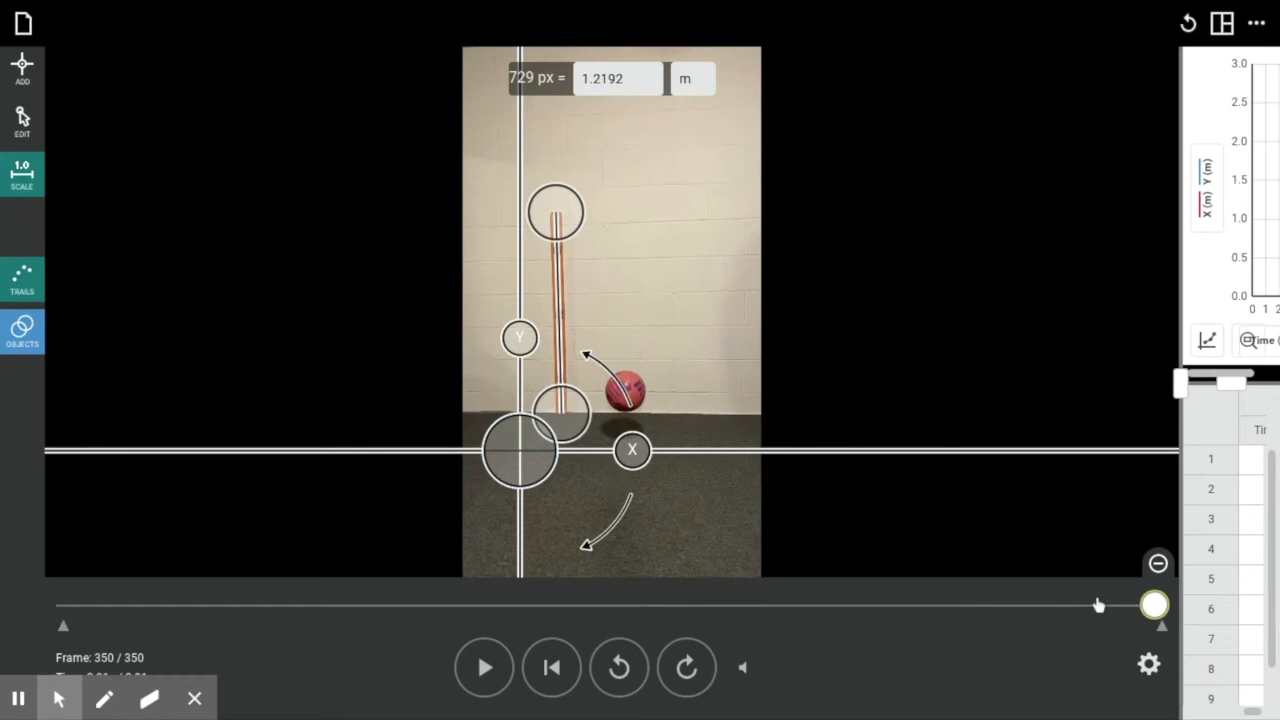 729 px =
1.2192
m
ADD
EDIT
1.0
SCALE
TRAILS
OBJECTS
Y
X
3.0
2.5
2.0
1.5
1.0
0.5
0.0
0 1 2
X (m) Y (m)
Time (
Tir
1
2
3
4
5
6
7
8
9
Frame: 350 / 350